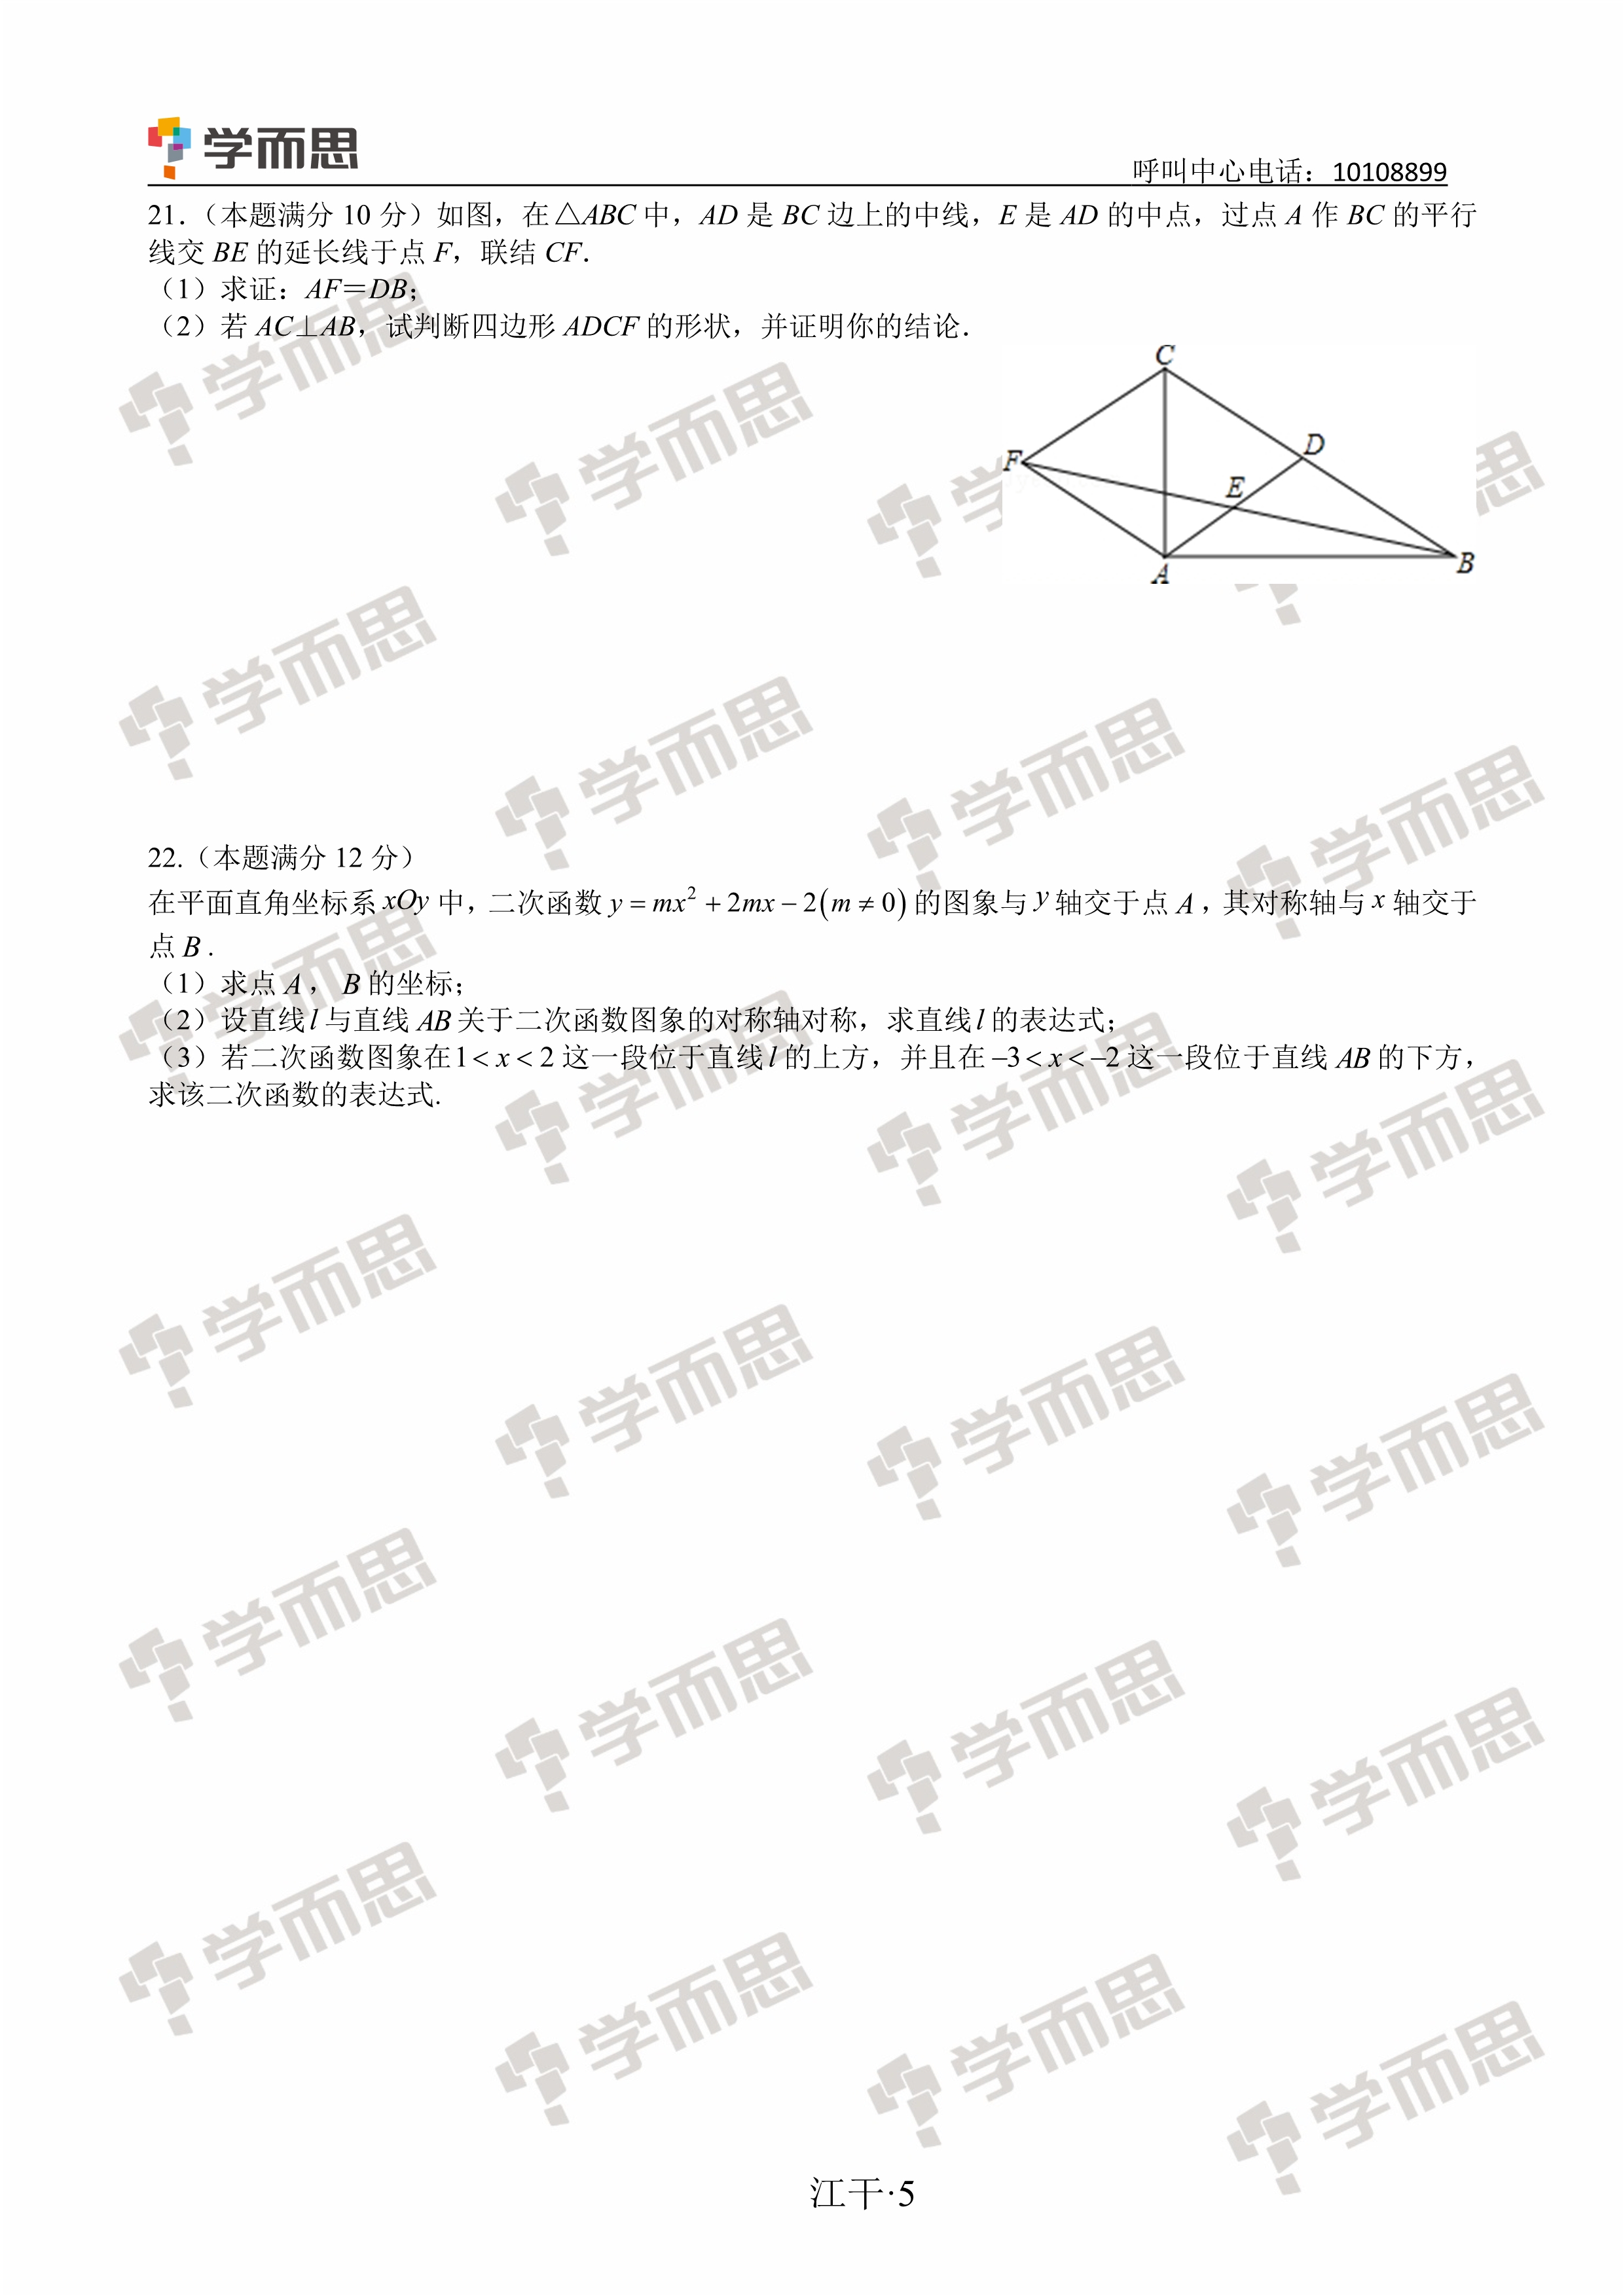 学而思
呼叫中心电话：10108899
21.（本题满分 10 分）如图，在△ABC 中，AD 是 BC 边上的中线，E 是 AD 的中点，过点 A 作 BC 的平行
线交 BE 的延长线于点 F，联结 CF．
（1）求证：AF＝DB；
（2）若 AC⊥AB，试判断四边形 ADCF 的形状，并证明你的结论．
C
D
F
E
A
B
22.（本题满分 12 分）
在平面直角坐标系 xOy 中，二次函数 y = mx² + 2mx − 2(m ≠ 0) 的图象与 y 轴交于点 A，其对称轴与 x 轴交于
点 B .
（1）求点 A， B 的坐标；
（2）设直线 l 与直线 AB 关于二次函数图象的对称轴对称，求直线 l 的表达式；
（3）若二次函数图象在 1 < x < 2 这一段位于直线 l 的上方，并且在 −3 < x < −2 这一段位于直线 AB 的下方，
求该二次函数的表达式.
江干·5